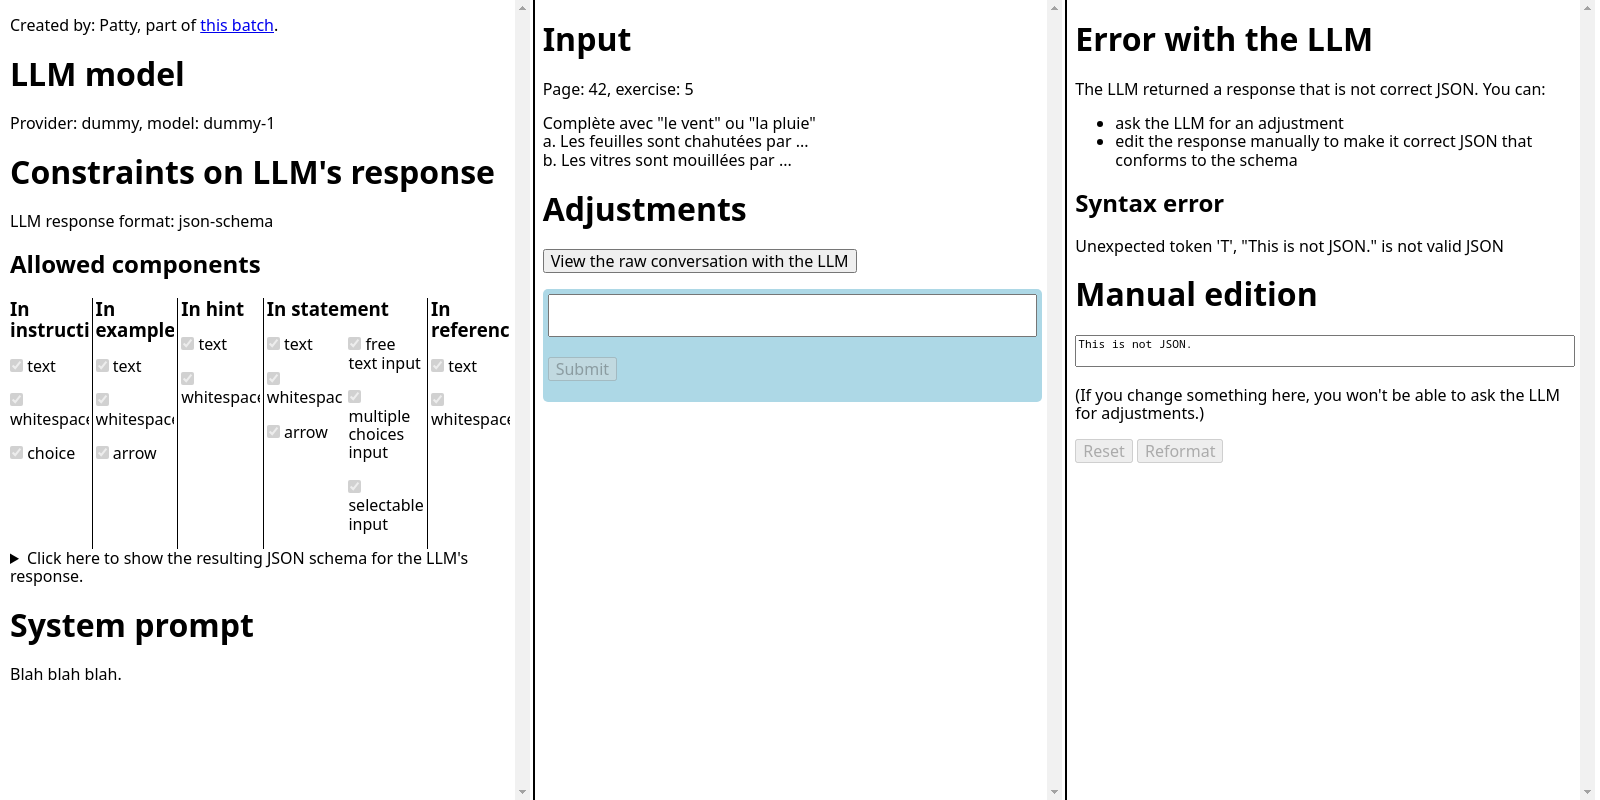 Created by: Patty, part of this batch.
LLM model
Provider: dummy, model: dummy-1
Constraints on LLM's response
LLM response format: json-schema
Allowed components
In
instructi
text
whitespace
choice
In
example
text
whitespace
arrow
In hint
text
whitespace
In statement
text
whitespac
arrow
free
text input
multiple
choices
input
selectable
input
In
referenc
text
whitespace
Click here to show the resulting JSON schema for the LLM's
response.
System prompt
Blah blah blah.
Input
Page: 42, exercise: 5
Complète avec "le vent" ou "la pluie"
a. Les feuilles sont chahutées par ...
b. Les vitres sont mouillées par ...
Adjustments
View the raw conversation with the LLM
Submit
Error with the LLM
The LLM returned a response that is not correct JSON. You can:
ask the LLM for an adjustment
edit the response manually to make it correct JSON that
conforms to the schema
Syntax error
Unexpected token 'T', "This is not JSON." is not valid JSON
Manual edition
This is not JSON.
(If you change something here, you won't be able to ask the LLM
for adjustments.)
Reset Reformat